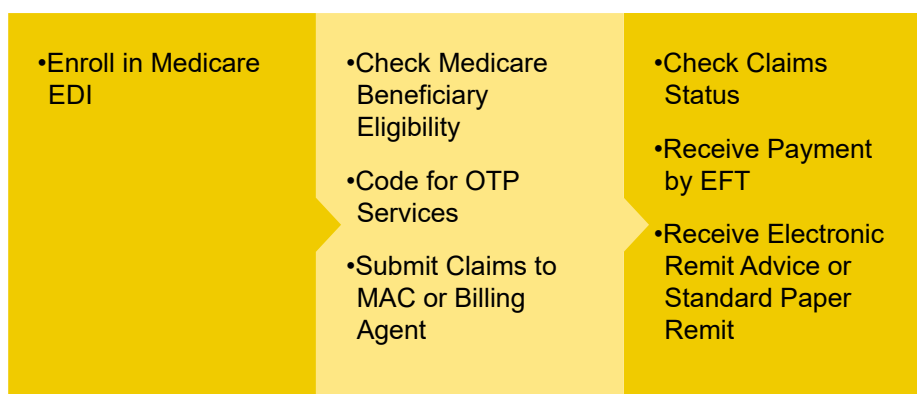 •Enroll in Medicare
EDI
•Check Medicare
Beneficiary
Eligibility
•Code for OTP
Services
•Submit Claims to
MAC or Billing
Agent
•Check Claims
Status
•Receive Payment
by EFT
•Receive Electronic
Remit Advice or
Standard Paper
Remit